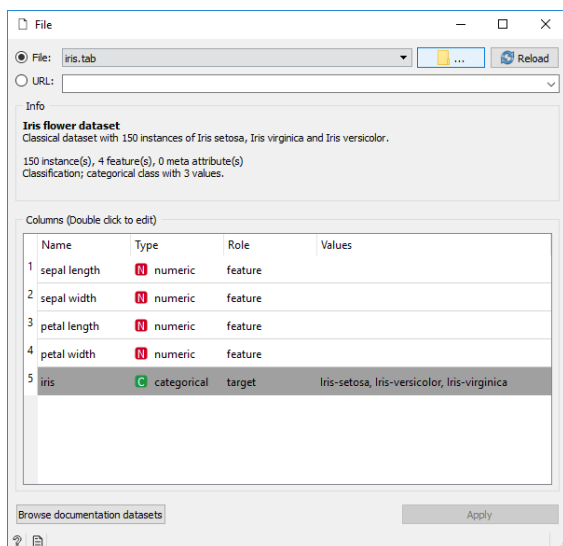 File
File: iris.tab ... Reload
URL:
Info
Iris flower dataset
Classical dataset with 150 instances of Iris setosa, Iris virginica and Iris versicolor.
150 instance(s), 4 feature(s), 0 meta attribute(s)
Classification; categorical class with 3 values.
Columns (Double click to edit)
Name Type Role Values
1 sepal length N numeric feature
2 sepal width N numeric feature
3 petal length N numeric feature
4 petal width N numeric feature
5 iris C categorical target Iris-setosa, Iris-versicolor, Iris-virginica
Browse documentation datasets Apply
?